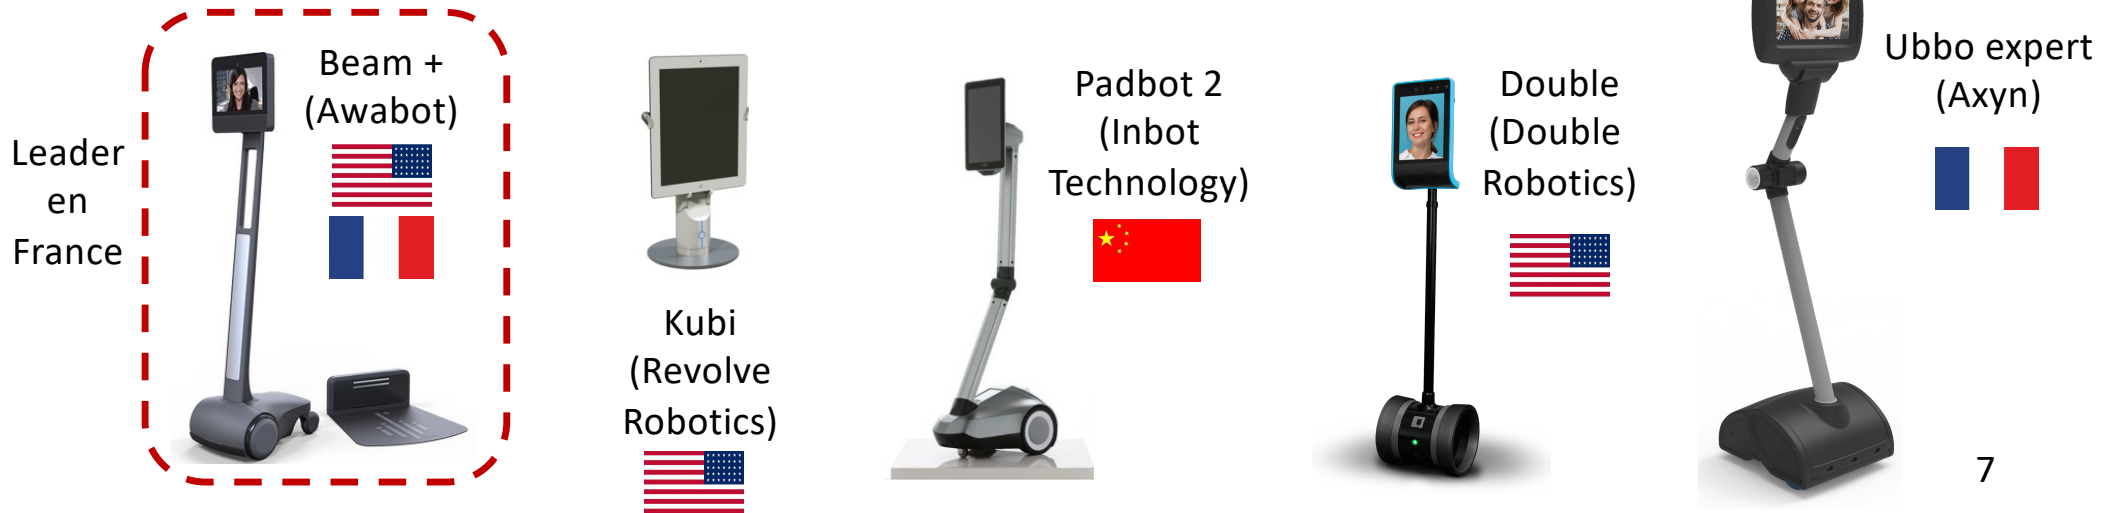 Leader
en
France
Beam +
(Awabot)
Kubi
(Revolve
Robotics)
Padbot 2
(Inbot
Technology)
Double
(Double
Robotics)
Ubbo expert
(Axyn)
7